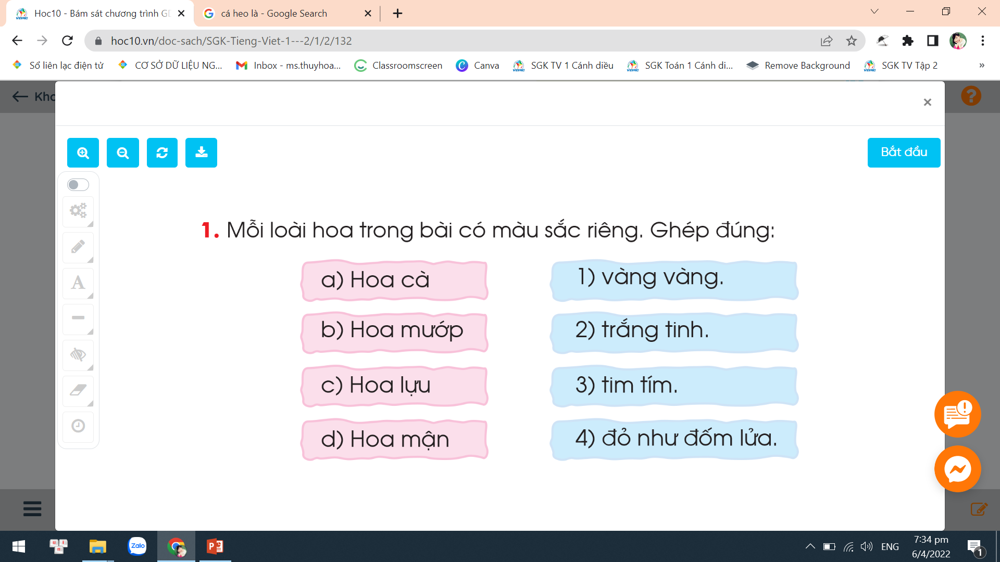 Hoc10 - Bám sát chương trình GD
cá heo là - Google Search
hoc10.vn/doc-sach/SGK-Tieng-Viet-1---2/1/2/132
Sổ liên lạc điện tử
CƠ SỞ DỮ LIỆU NG...
Inbox - ms.thuyhoa...
Classroomscreen
Canva
SGK TV 1 Cánh diều
SGK Toán 1 Cánh di...
Remove Background
SGK TV Tập 2
Kho
Bắt đầu
1. Mỗi loài hoa trong bài có màu sắc riêng. Ghép đúng:
a) Hoa cà
1) vàng vàng.
b) Hoa mướp
2) trắng tinh.
c) Hoa lựu
3) tim tím.
d) Hoa mận
4) đỏ như đốm lửa.
Zalo
ENG
7:34 pm
6/4/2022
1